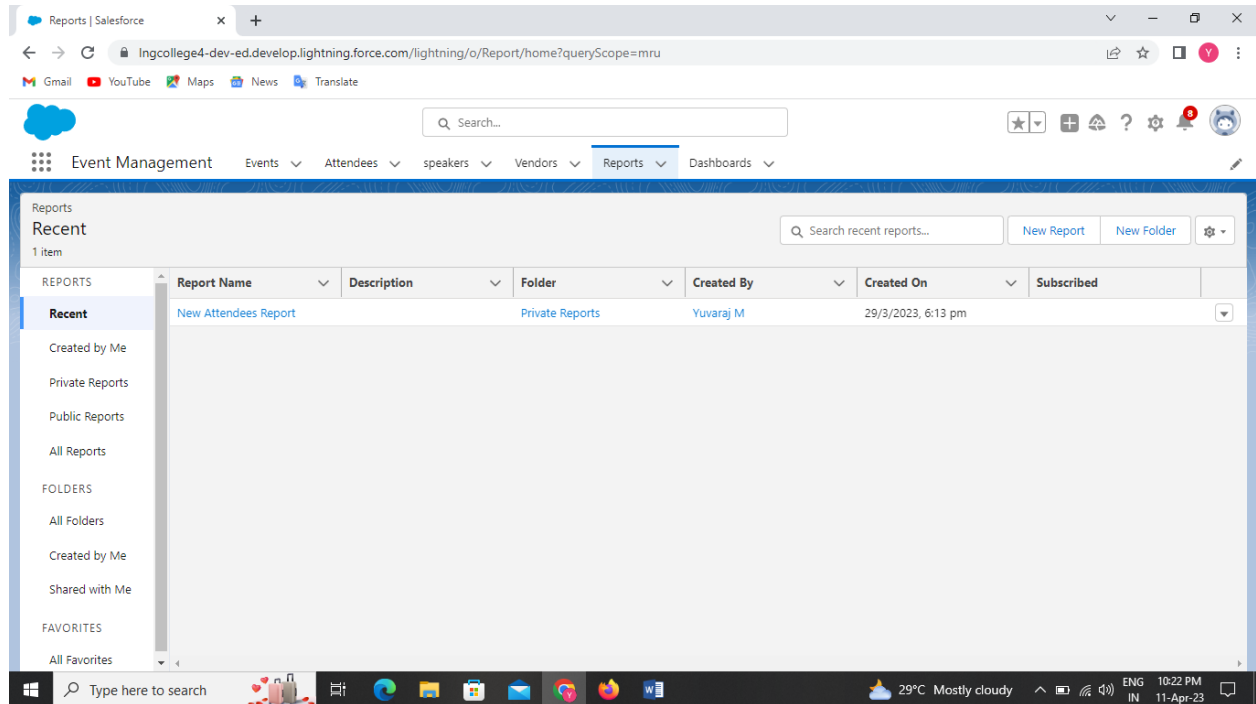 Reports | Salesforce
lngcollege4-dev-ed.develop.lightning.force.com/lightning/o/Report/home?queryScope=mru
Y
Gmail YouTube Maps News Translate
Search...
8
Event Management Events Attendees speakers Vendors Reports Dashboards
Reports
Recent
1 item
Search recent reports...
New Report New Folder
REPORTS
Recent
Created by Me
Private Reports
Public Reports
All Reports
FOLDERS
All Folders
Created by Me
Shared with Me
FAVORITES
All Favorites
Report Name Description Folder Created By Created On Subscribed
New Attendees Report Private Reports Yuvaraj M 29/3/2023, 6:13 pm
Type here to search
29°C Mostly cloudy
ENG
IN
10:22 PM
11-Apr-23